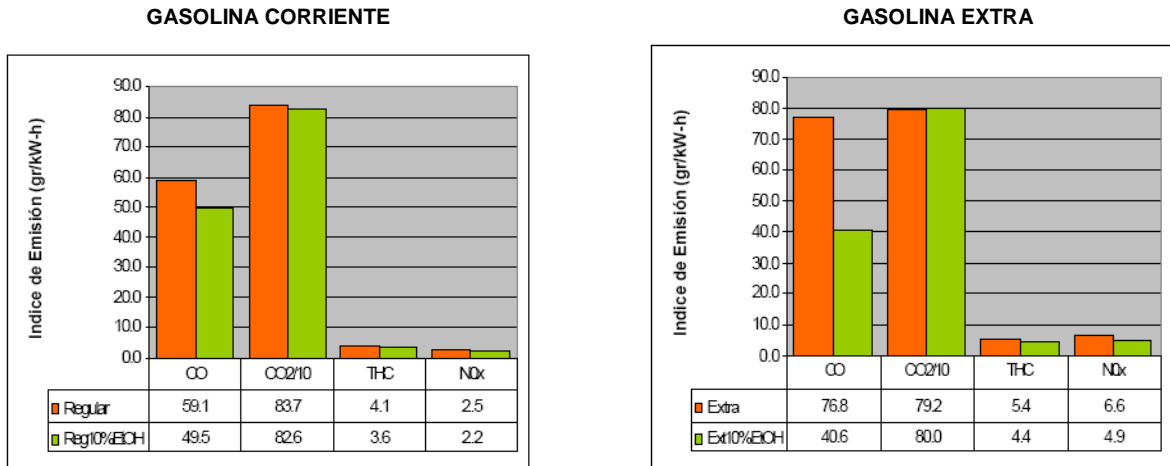 GASOLINA CORRIENTE
Indice de Emisión (gr/kW-h)
90.0
80.0
70.0
60.0
50.0
40.0
30.0
20.0
10.0
0.0
CO CO2/10 THC N0x
Regular 59.1 83.7 4.1 2.5
Reg10%EtOH 49.5 82.6 3.6 2.2
GASOLINA EXTRA
Indice de Emisión (gr/kW-h)
90.0
80.0
70.0
60.0
50.0
40.0
30.0
20.0
10.0
0.0
CO CO2/10 THC N0x
Extra 76.8 79.2 5.4 6.6
Ext10%EtOH 40.6 80.0 4.4 4.9